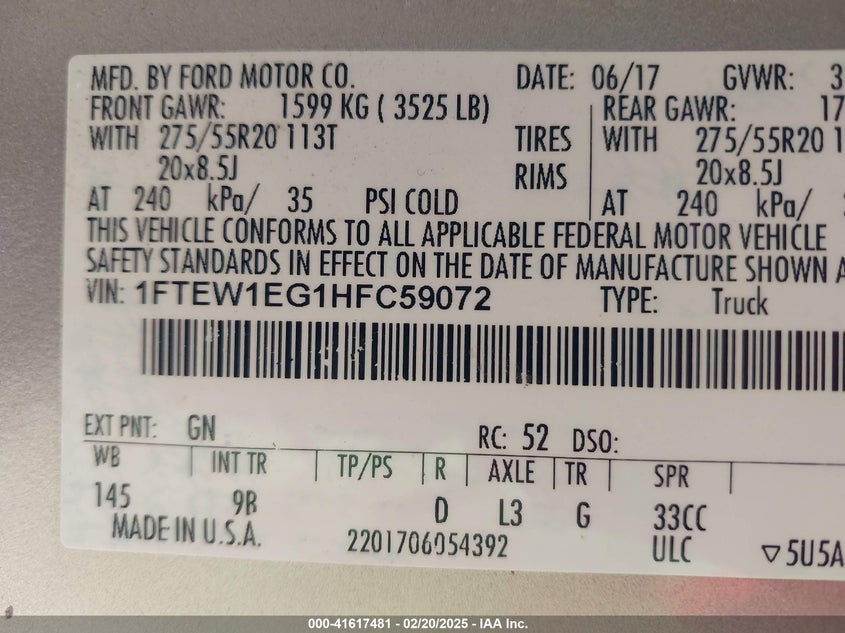 MFD. BY FORD MOTOR CO. DATE: 06/17 GVWR: 3
FRONT GAWR: 1599 KG ( 3525 LB) REAR GAWR: 17
WITH 275/55R20 113T TIRES WITH 275/55R20 1
20x8.5J RIMS 20x8.5J
AT 240 kPa/ 35 PSI COLD AT 240 kPa/
THIS VEHICLE CONFORMS TO ALL APPLICABLE FEDERAL MOTOR VEHICLE
SAFETY STANDARDS IN EFFECT ON THE DATE OF MANUFACTURE SHOWN A
VIN: 1FTEW1EG1HFC59072 TYPE: Truck
EXT PNT: GN RC: 52 DSO:
WB INT TR TP/PS R AXLE TR SPR
145 9B D L3 G 33CC
MADE IN U.S.A. 2201706054392 ULC ▽5U5A
000-41617481 - 02/20/2025 - IAA Inc.